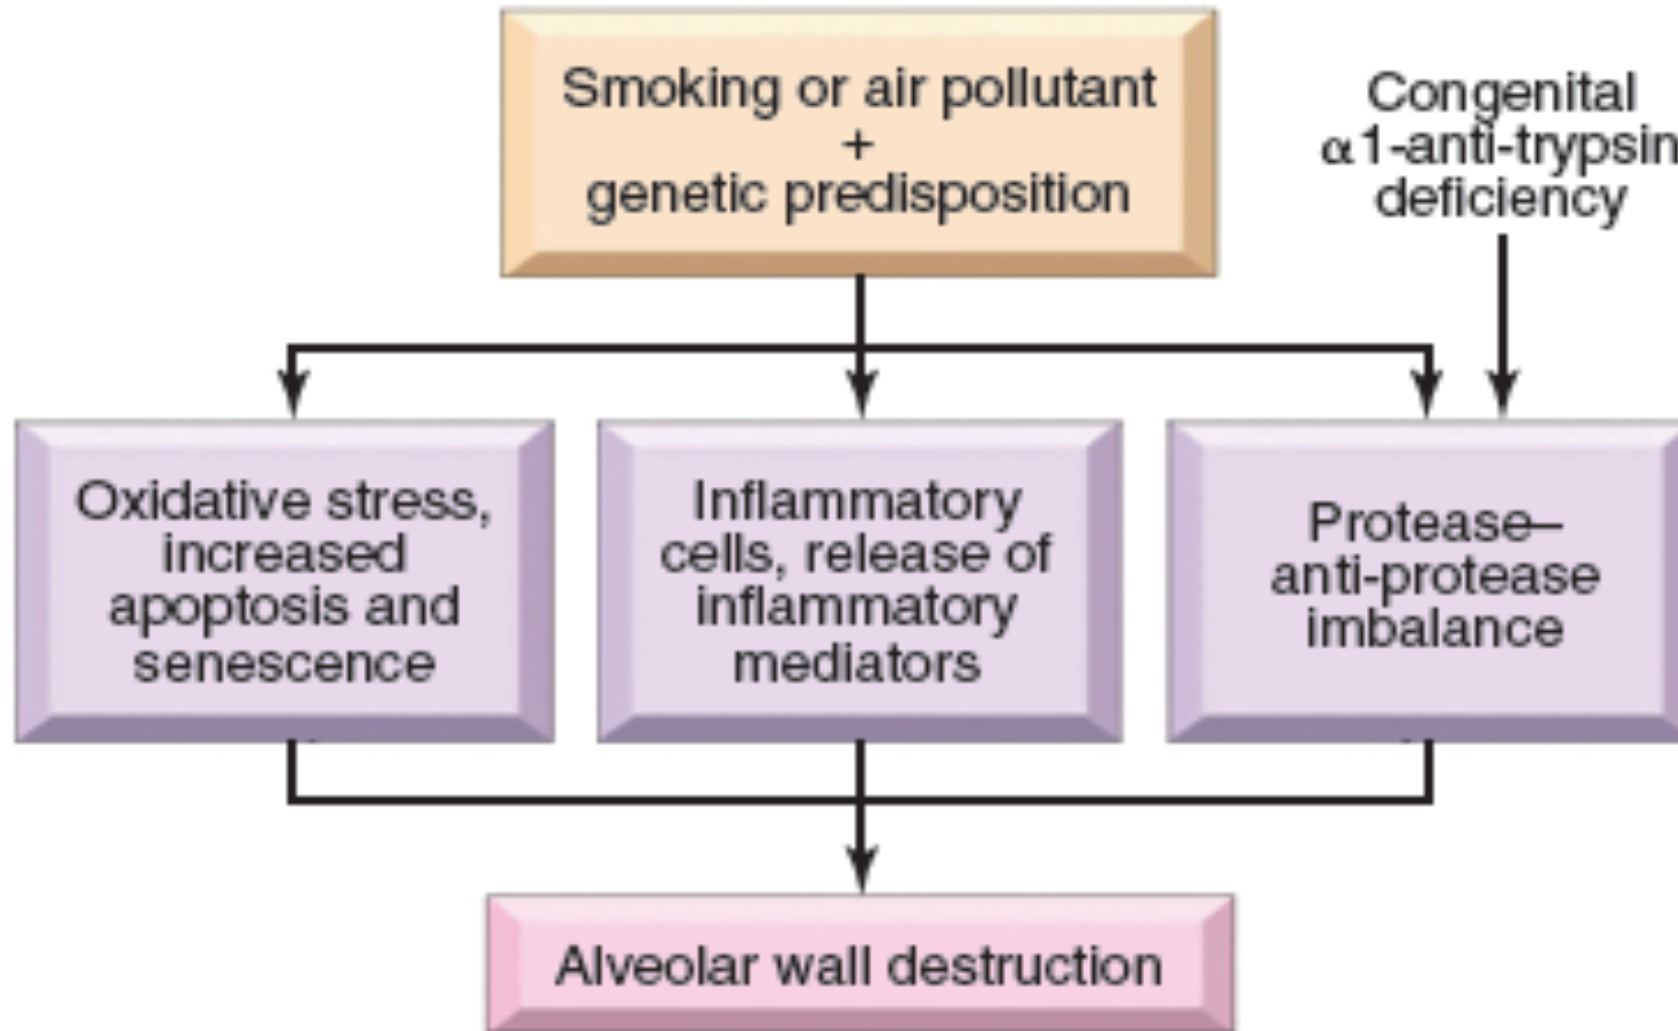 Smoking or air pollutant
+
genetic predisposition
Congenital
α1-anti-trypsin
deficiency
Oxidative stress,
increased
apoptosis and
senescence
Inflammatory
cells, release of
inflammatory
mediators
Protease–
anti-protease
imbalance
Alveolar wall destruction